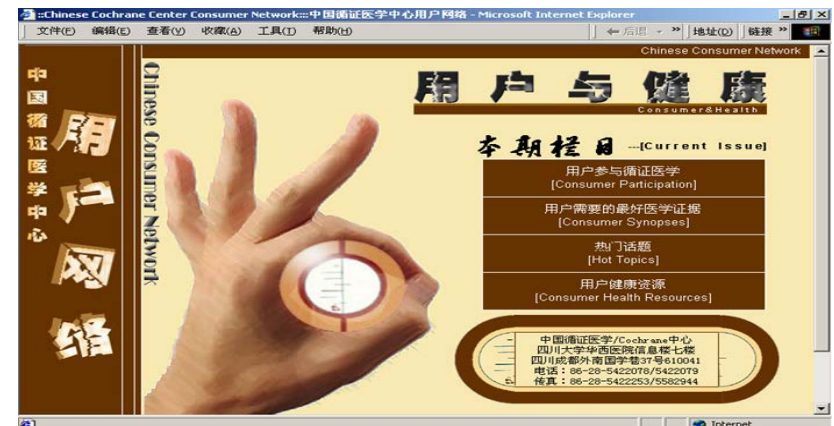 ::Chinese Cochrane Center Consumer Network:::中国循证医学中心用户网络 - Microsoft Internet Explorer
文件(F) 编辑(E) 查看(V) 收藏(A) 工具(T) 帮助(H) 后退 地址(D) 链接
Chinese Consumer Network
中国循证医学中心
用户网络
Chinese Consumer Network
用户与健康
Consumer&Health
本期栏目 ---[Current Issue]
用户参与循证医学
[Consumer Participation]
用户需要的最好医学证据
[Consumer Synopses]
热门话题
[Hot Topics]
用户健康资源
[Consumer Health Resources]
中国循证医学/Cochrane中心
四川大学华西医院信息楼七楼
四川成都外南国学巷37号610041
电话：86-28-5422078/5422079
传真：86-28-5422253/5582944
Internet